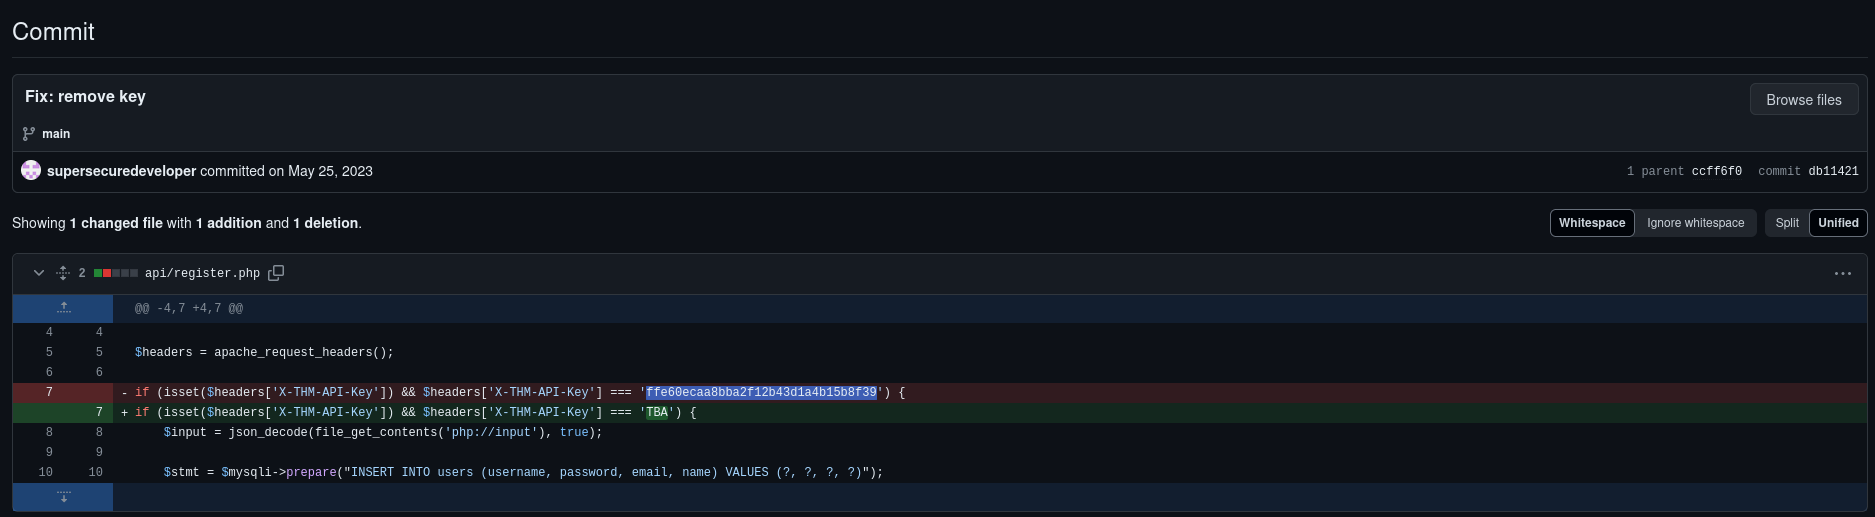 Commit
Fix: remove key
Browse files
main
supersecuredeveloper committed on May 25, 2023
1 parent ccff6f0 commit db11421
Showing 1 changed file with 1 addition and 1 deletion.
Whitespace Ignore whitespace Split Unified
2 api/register.php
@@ -4,7 +4,7 @@
4 4
5 5 $headers = apache_request_headers();
6 6
7 - if (isset($headers['X-THM-API-Key']) && $headers['X-THM-API-Key'] === 'ffe60ecaa8bba2f12b43d1a4b15b8f39') {
7 + if (isset($headers['X-THM-API-Key']) && $headers['X-THM-API-Key'] === 'TBA') {
8 8 $input = json_decode(file_get_contents('php://input'), true);
9 9
10 10 $stmt = $mysqli->prepare("INSERT INTO users (username, password, email, name) VALUES (?, ?, ?, ?)");